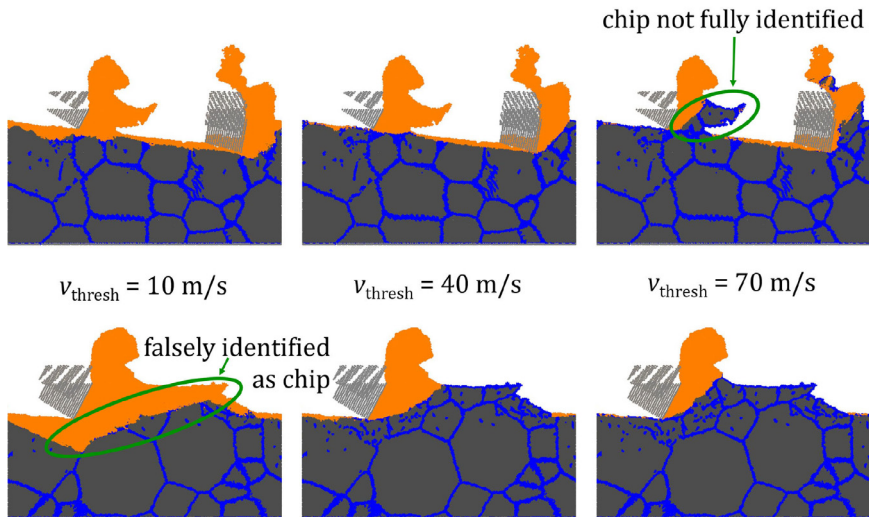 chip not fully identified
v_thresh = 10 m/s
v_thresh = 40 m/s
v_thresh = 70 m/s
falsely identified
as chip